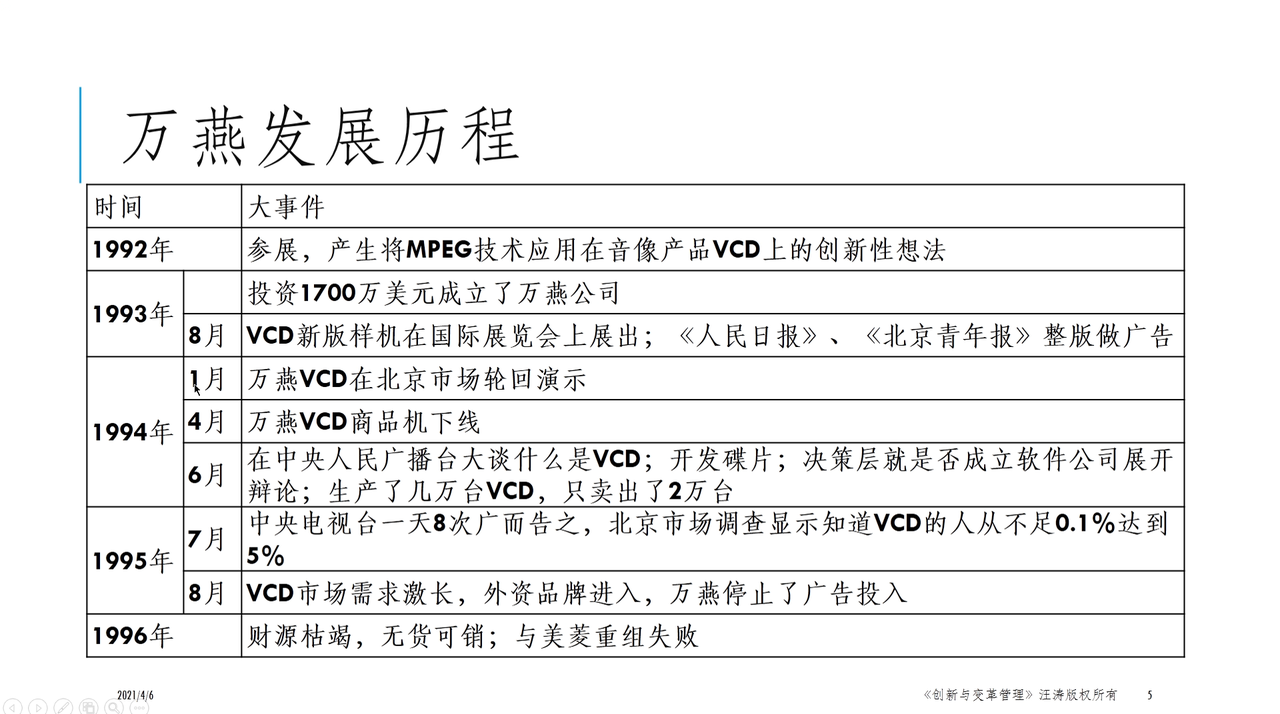 万燕发展历程
时间 大事件
1992年 参展，产生将MPEG技术应用在音像产品VCD上的创新性想法
1993年 投资1700万美元成立了万燕公司
8月 VCD新版样机在国际展览会上展出；《人民日报》、《北京青年报》整版做广告
1994年 1月 万燕VCD在北京市场轮回演示
4月 万燕VCD商品机下线
6月 在中央人民广播台大谈什么是VCD；开发碟片；决策层就是否成立软件公司展开
辩论；生产了几万台VCD，只卖出了2万台
1995年 7月 中央电视台一天8次广而告之，北京市场调查显示知道VCD的人从不足0.1%达到
5%
8月 VCD市场需求激长，外资品牌进入，万燕停止了广告投入
1996年 财源枯竭，无货可销；与美菱重组失败
2021/4/6 《创新与变革管理》汪涛版权所有 5